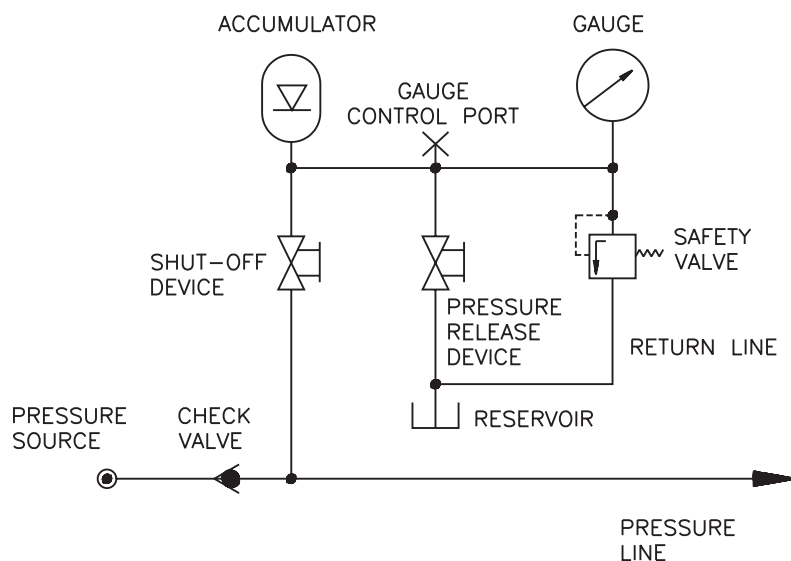 ACCUMULATOR
GAUGE
GAUGE
CONTROL PORT
SHUT-OFF
DEVICE
SAFETY
VALVE
PRESSURE
RELEASE
DEVICE
RETURN LINE
RESERVOIR
PRESSURE
SOURCE
CHECK
VALVE
PRESSURE
LINE